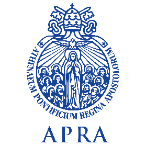 ATHENAEUM PONTIFICIUM REGINA APOSTOLORUM
APRA